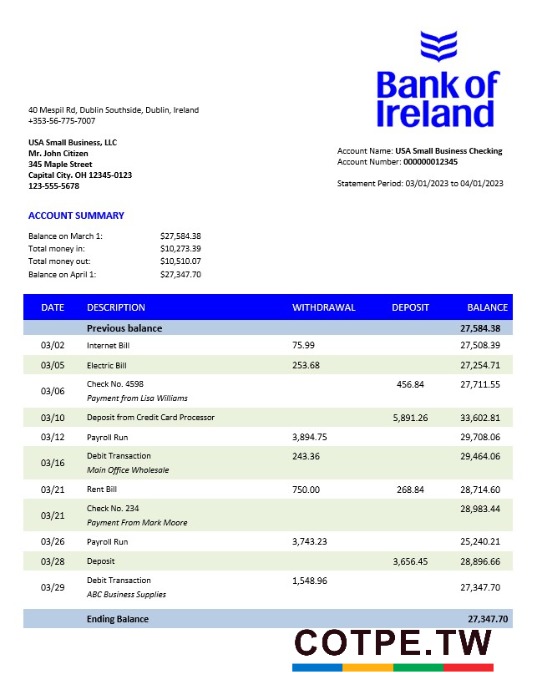 Bank of
Ireland
40 Mespil Rd, Dublin Southside, Dublin, Ireland
+353-56-775-7007
USA Small Business, LLC
Mr. John Citizen
345 Maple Street
Capital City. OH 12345-0123
123-555-5678
Account Name: USA Small Business Checking
Account Number: 000000012345
Statement Period: 03/01/2023 to 04/01/2023
ACCOUNT SUMMARY
Balance on March 1: $27,584.38
Total money in: $10,273.39
Total money out: $10,510.07
Balance on April 1: $27,347.70
DATE DESCRIPTION WITHDRAWAL DEPOSIT BALANCE
Previous balance 27,584.38
03/02 Internet Bill 75.99 27,508.39
03/05 Electric Bill 253.68 27,254.71
03/06 Check No. 4598 456.84 27,711.55
Payment from Lisa Williams
03/10 Deposit from Credit Card Processor 5,891.26 33,602.81
03/12 Payroll Run 3,894.75 29,708.06
03/16 Debit Transaction 243.36 29,464.06
Main Office Wholesale
03/21 Rent Bill 750.00 268.84 28,714.60
03/21 Check No. 234 28,983.44
Payment From Mark Moore
03/26 Payroll Run 3,743.23 25,240.21
03/28 Deposit 3,656.45 28,896.66
03/29 Debit Transaction 1,548.96 27,347.70
ABC Business Supplies
Ending Balance 27,347.70
COTPE.TW